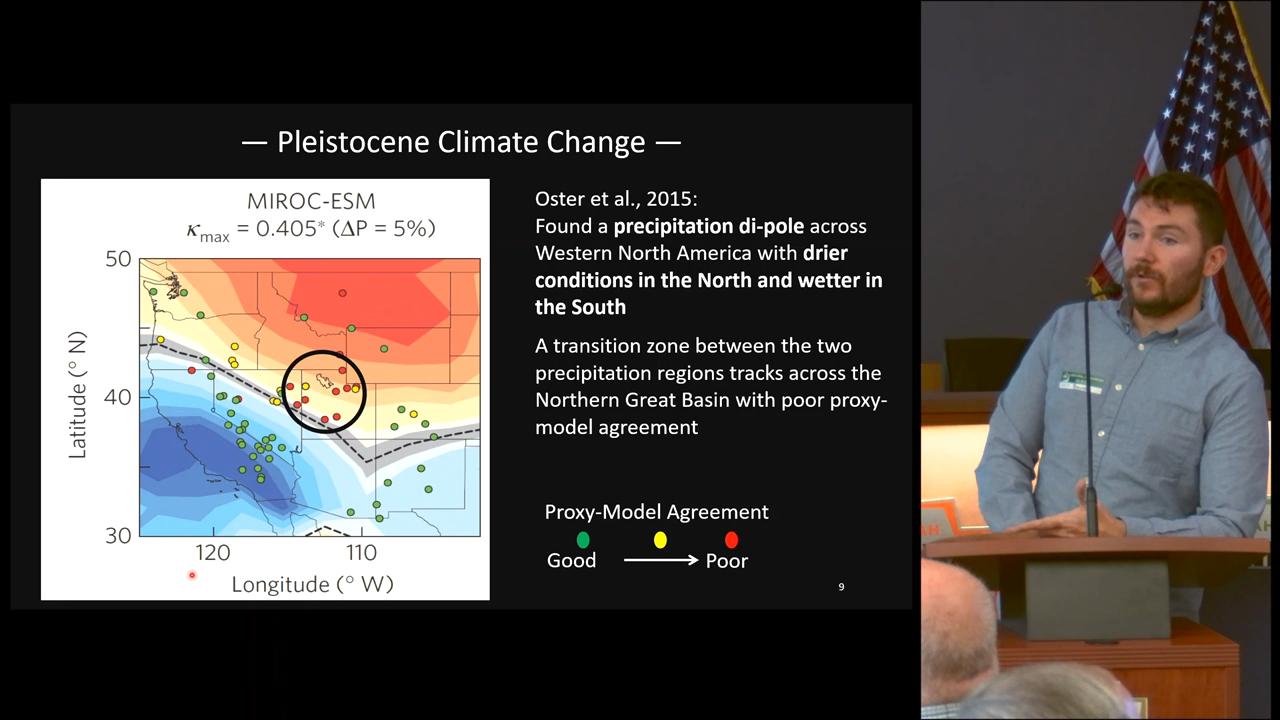 — Pleistocene Climate Change —
MIROC-ESM
κmax = 0.405* (ΔP = 5%)
50
40
30
120
110
Latitude (° N)
Longitude (° W)
Oster et al., 2015:
Found a precipitation di-pole across
Western North America with drier
conditions in the North and wetter in
the South
A transition zone between the two
precipitation regions tracks across the
Northern Great Basin with poor proxy-
model agreement
Proxy-Model Agreement
Good
Poor
9
AH